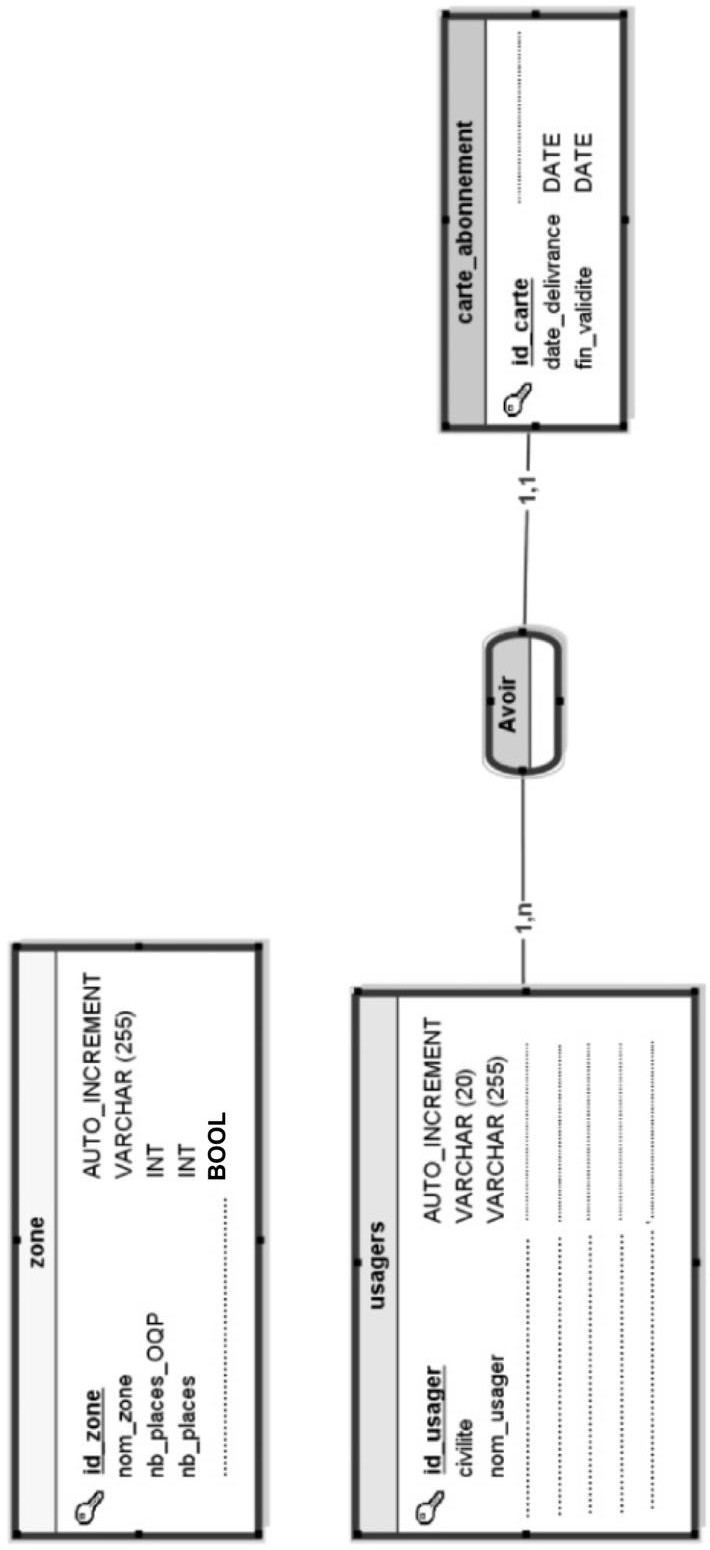 zone
id_zone AUTO_INCREMENT
nom_zone VARCHAR (255)
nb_places_OQP INT
nb_places INT
BOOL
usagers
id_usager AUTO_INCREMENT
civilite VARCHAR (20)
nom_usager VARCHAR (255)
1,n
Avoir
1,1
carte_abonnement
id_carte
date_delivrance DATE
fin_validite DATE